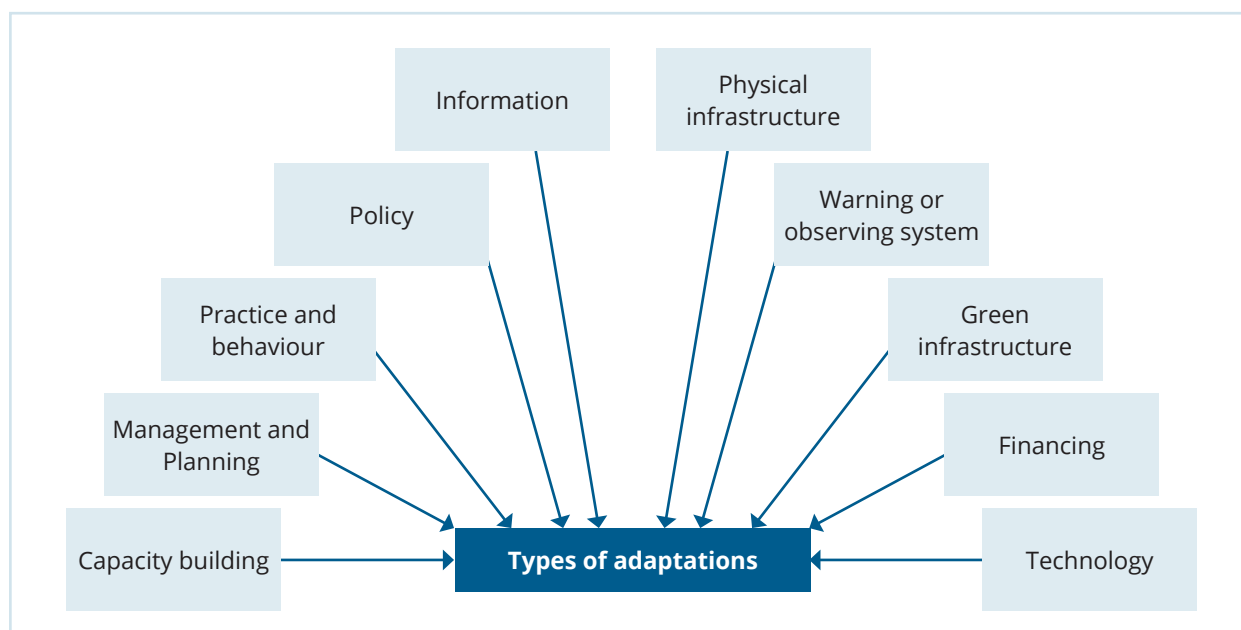 Information
Physical
infrastructure
Policy
Warning or
observing system
Practice and
behaviour
Green
infrastructure
Management and
Planning
Financing
Capacity building
Types of adaptations
Technology